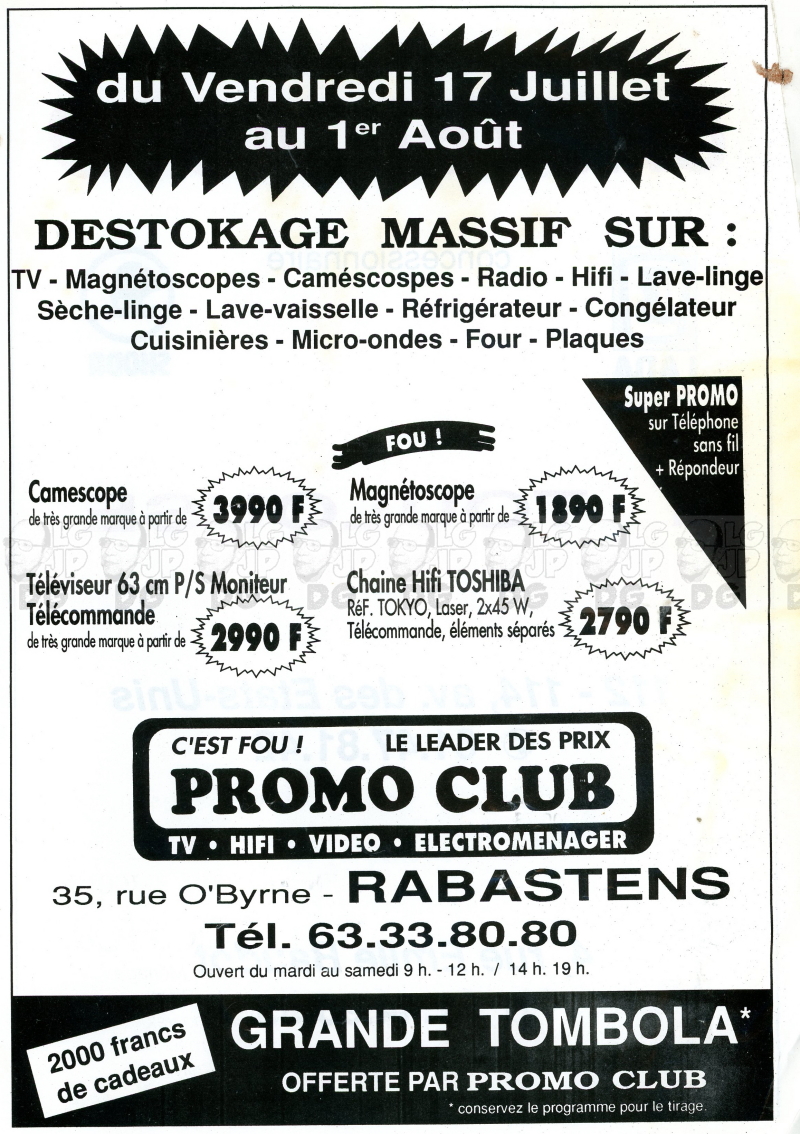 du Vendredi 17 Juillet
au 1er Août
DESTOKAGE MASSIF SUR :
TV - Magnétoscopes - Caméscospes - Radio - Hifi - Lave-linge
Sèche-linge - Lave-vaisselle - Réfrigérateur - Congélateur
Cuisinières - Micro-ondes - Four - Plaques
Super PROMO
sur Téléphone
sans fil
+ Répondeur
FOU !
Camescope
de très grande marque à partir de
3990 F
Magnétoscope
de très grande marque à partir de
1890 F
Téléviseur 63 cm P/S Moniteur
Télécommande
de très grande marque à partir de
2990 F
Chaine Hifi TOSHIBA
RéF. TOKYO, Laser, 2x45 W,
Télécommande, éléments séparés
2790 F
C'EST FOU ! LE LEADER DES PRIX
PROMO CLUB
TV • HIFI • VIDEO • ELECTROMENAGER
35, rue O'Byrne - RABASTENS
Tél. 63.33.80.80
Ouvert du mardi au samedi 9 h. - 12 h. / 14 h. 19 h.
2000 francs
de cadeaux
GRANDE TOMBOLA*
OFFERTE PAR PROMO CLUB
* conservez le programme pour le tirage.